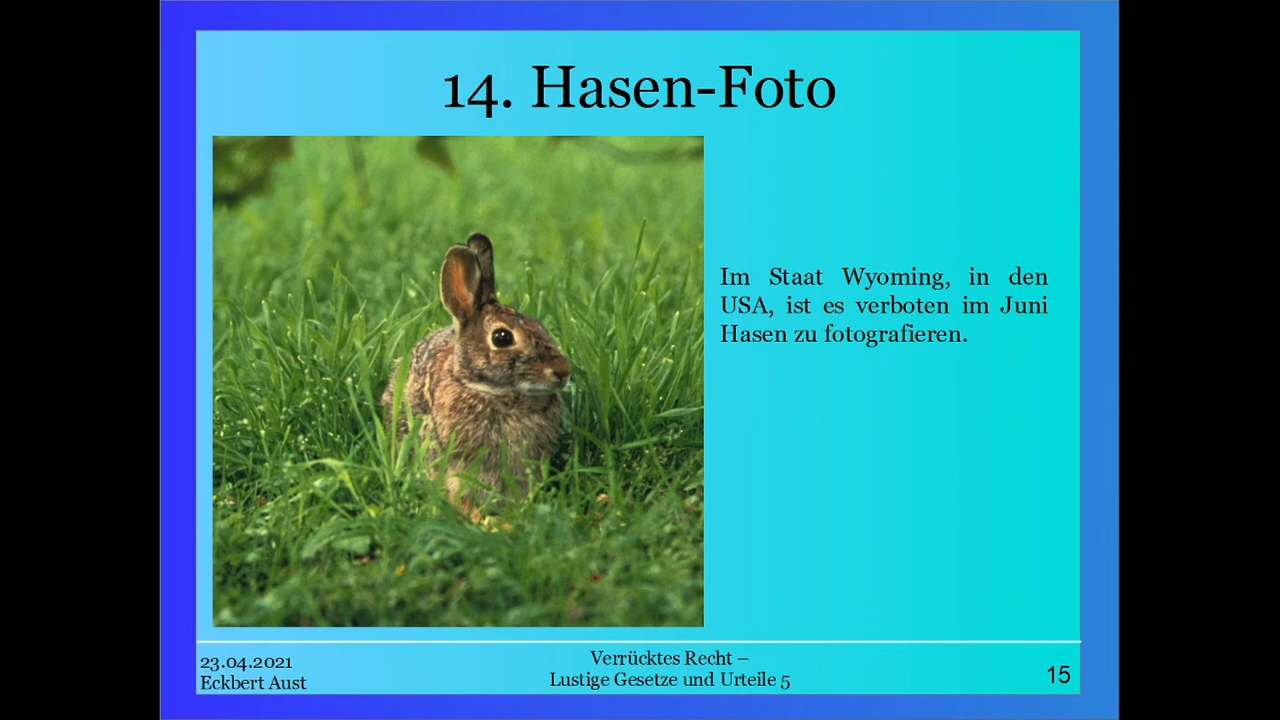 14. Hasen-Foto
Im Staat Wyoming, in den
USA, ist es verboten im Juni
Hasen zu fotografieren.
23.04.2021
Eckbert Aust
Verrücktes Recht –
Lustige Gesetze und Urteile 5
15